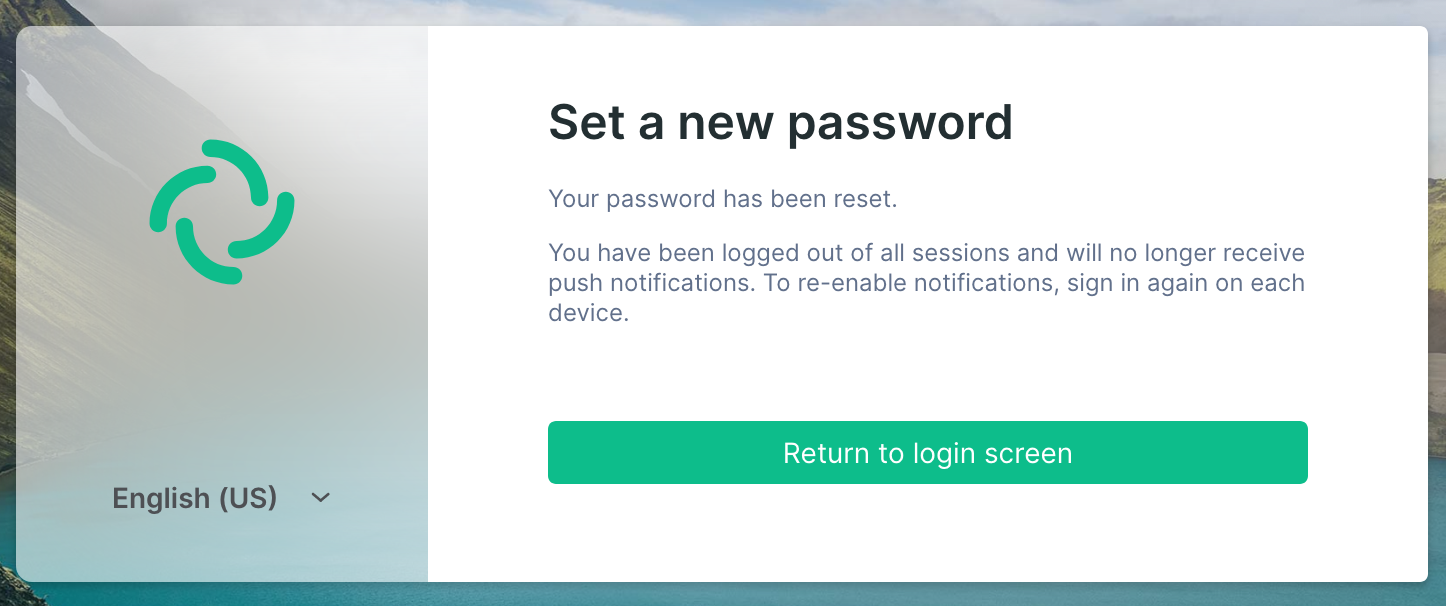 Set a new password
Your password has been reset.
You have been logged out of all sessions and will no longer receive
push notifications. To re-enable notifications, sign in again on each
device.
Return to login screen
English (US)